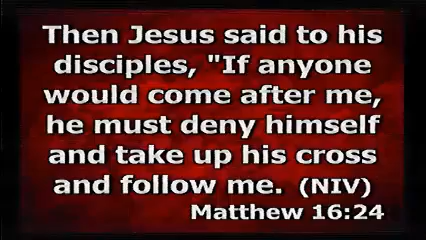 Then Jesus said to his
disciples, "If anyone
would come after me,
he must deny himself
and take up his cross
and follow me. (NIV)
Matthew 16:24